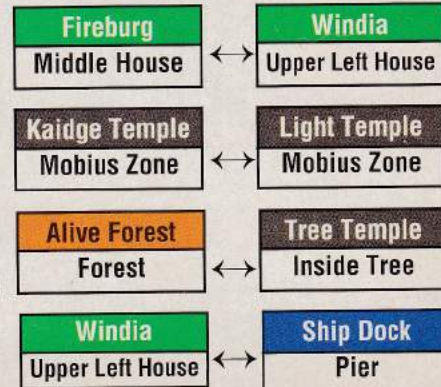 Fireburg
Middle House
Windia
Upper Left House
Kaidge Temple
Mobius Zone
Light Temple
Mobius Zone
Alive Forest
Forest
Tree Temple
Inside Tree
Windia
Upper Left House
Ship Dock
Pier